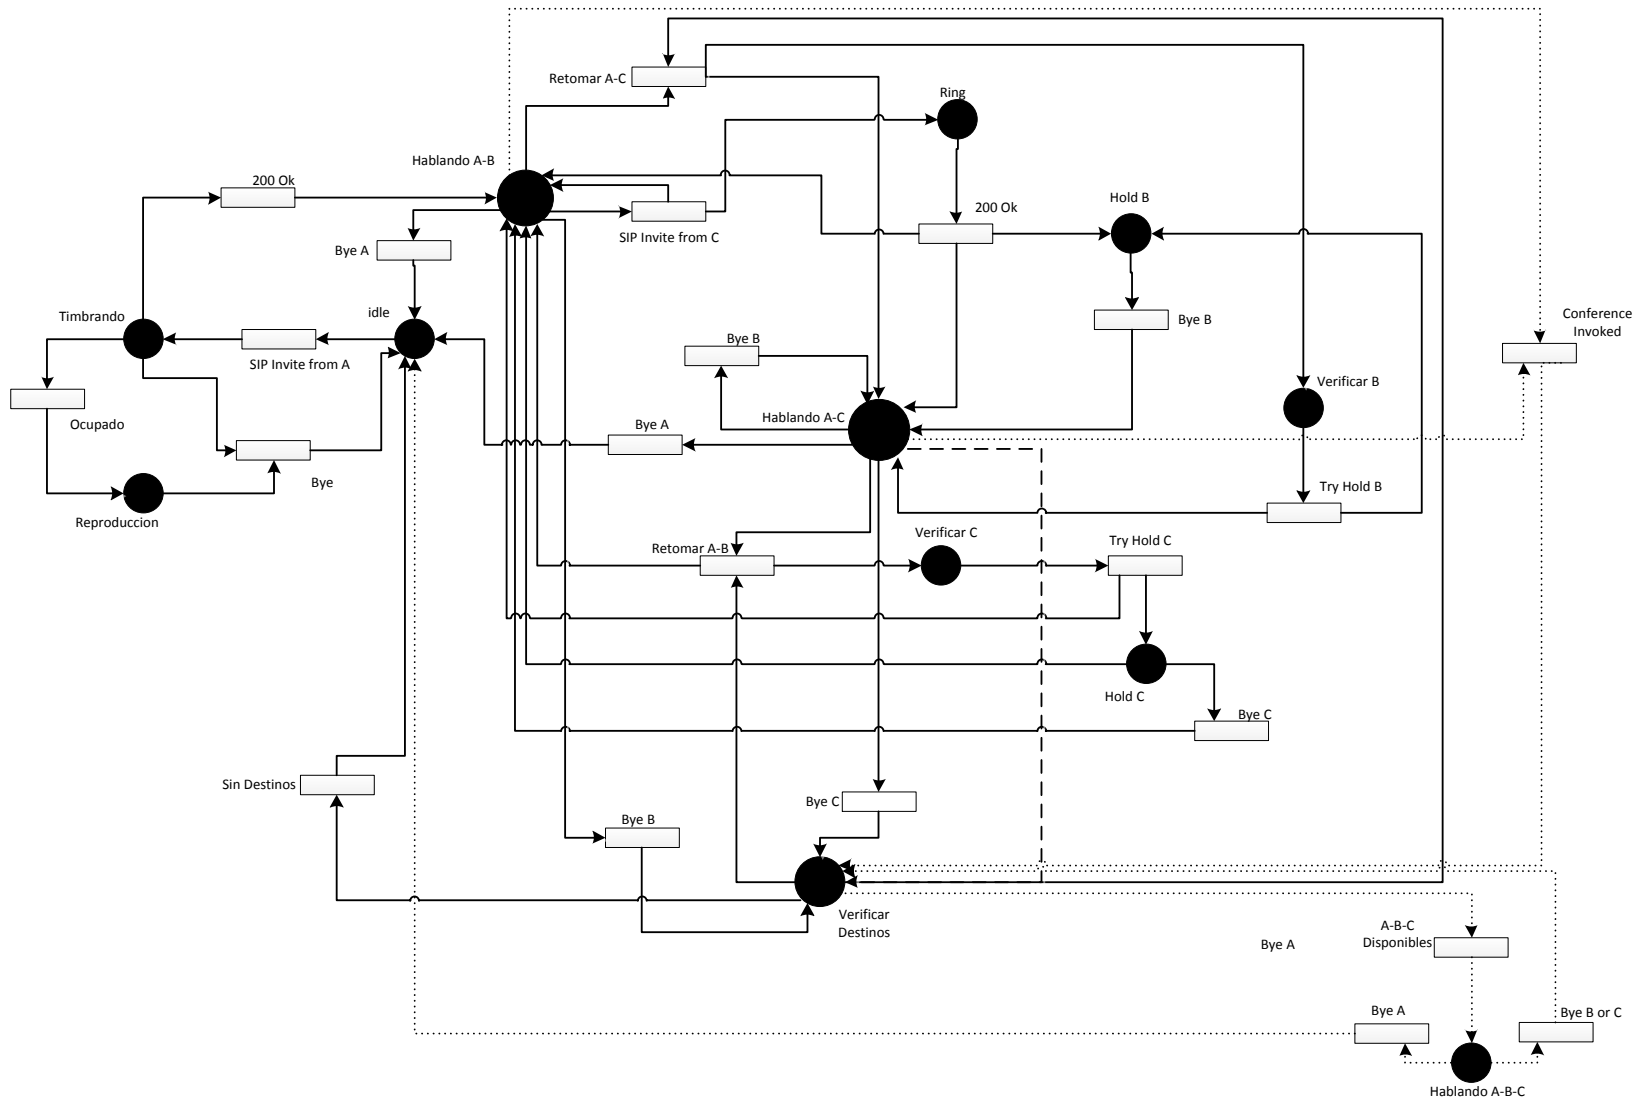 Retomar A-C
Ring
Hablando A-B
200 Ok
Hold B
200 Ok
SIP Invite from C
Bye A
Timbrando
idle
Bye B
Conference
Invoked
Bye B
SIP Invite from A
Verificar B
Ocupado
Hablando A-C
Bye A
Bye
Try Hold B
Reproduccion
Verificar C
Try Hold C
Retomar A-B
Hold C
Bye C
Sin Destinos
Bye C
Bye B
Verificar
Destinos
A-B-C
Disponibles
Bye A
Bye A
Bye B or C
Hablando A-B-C